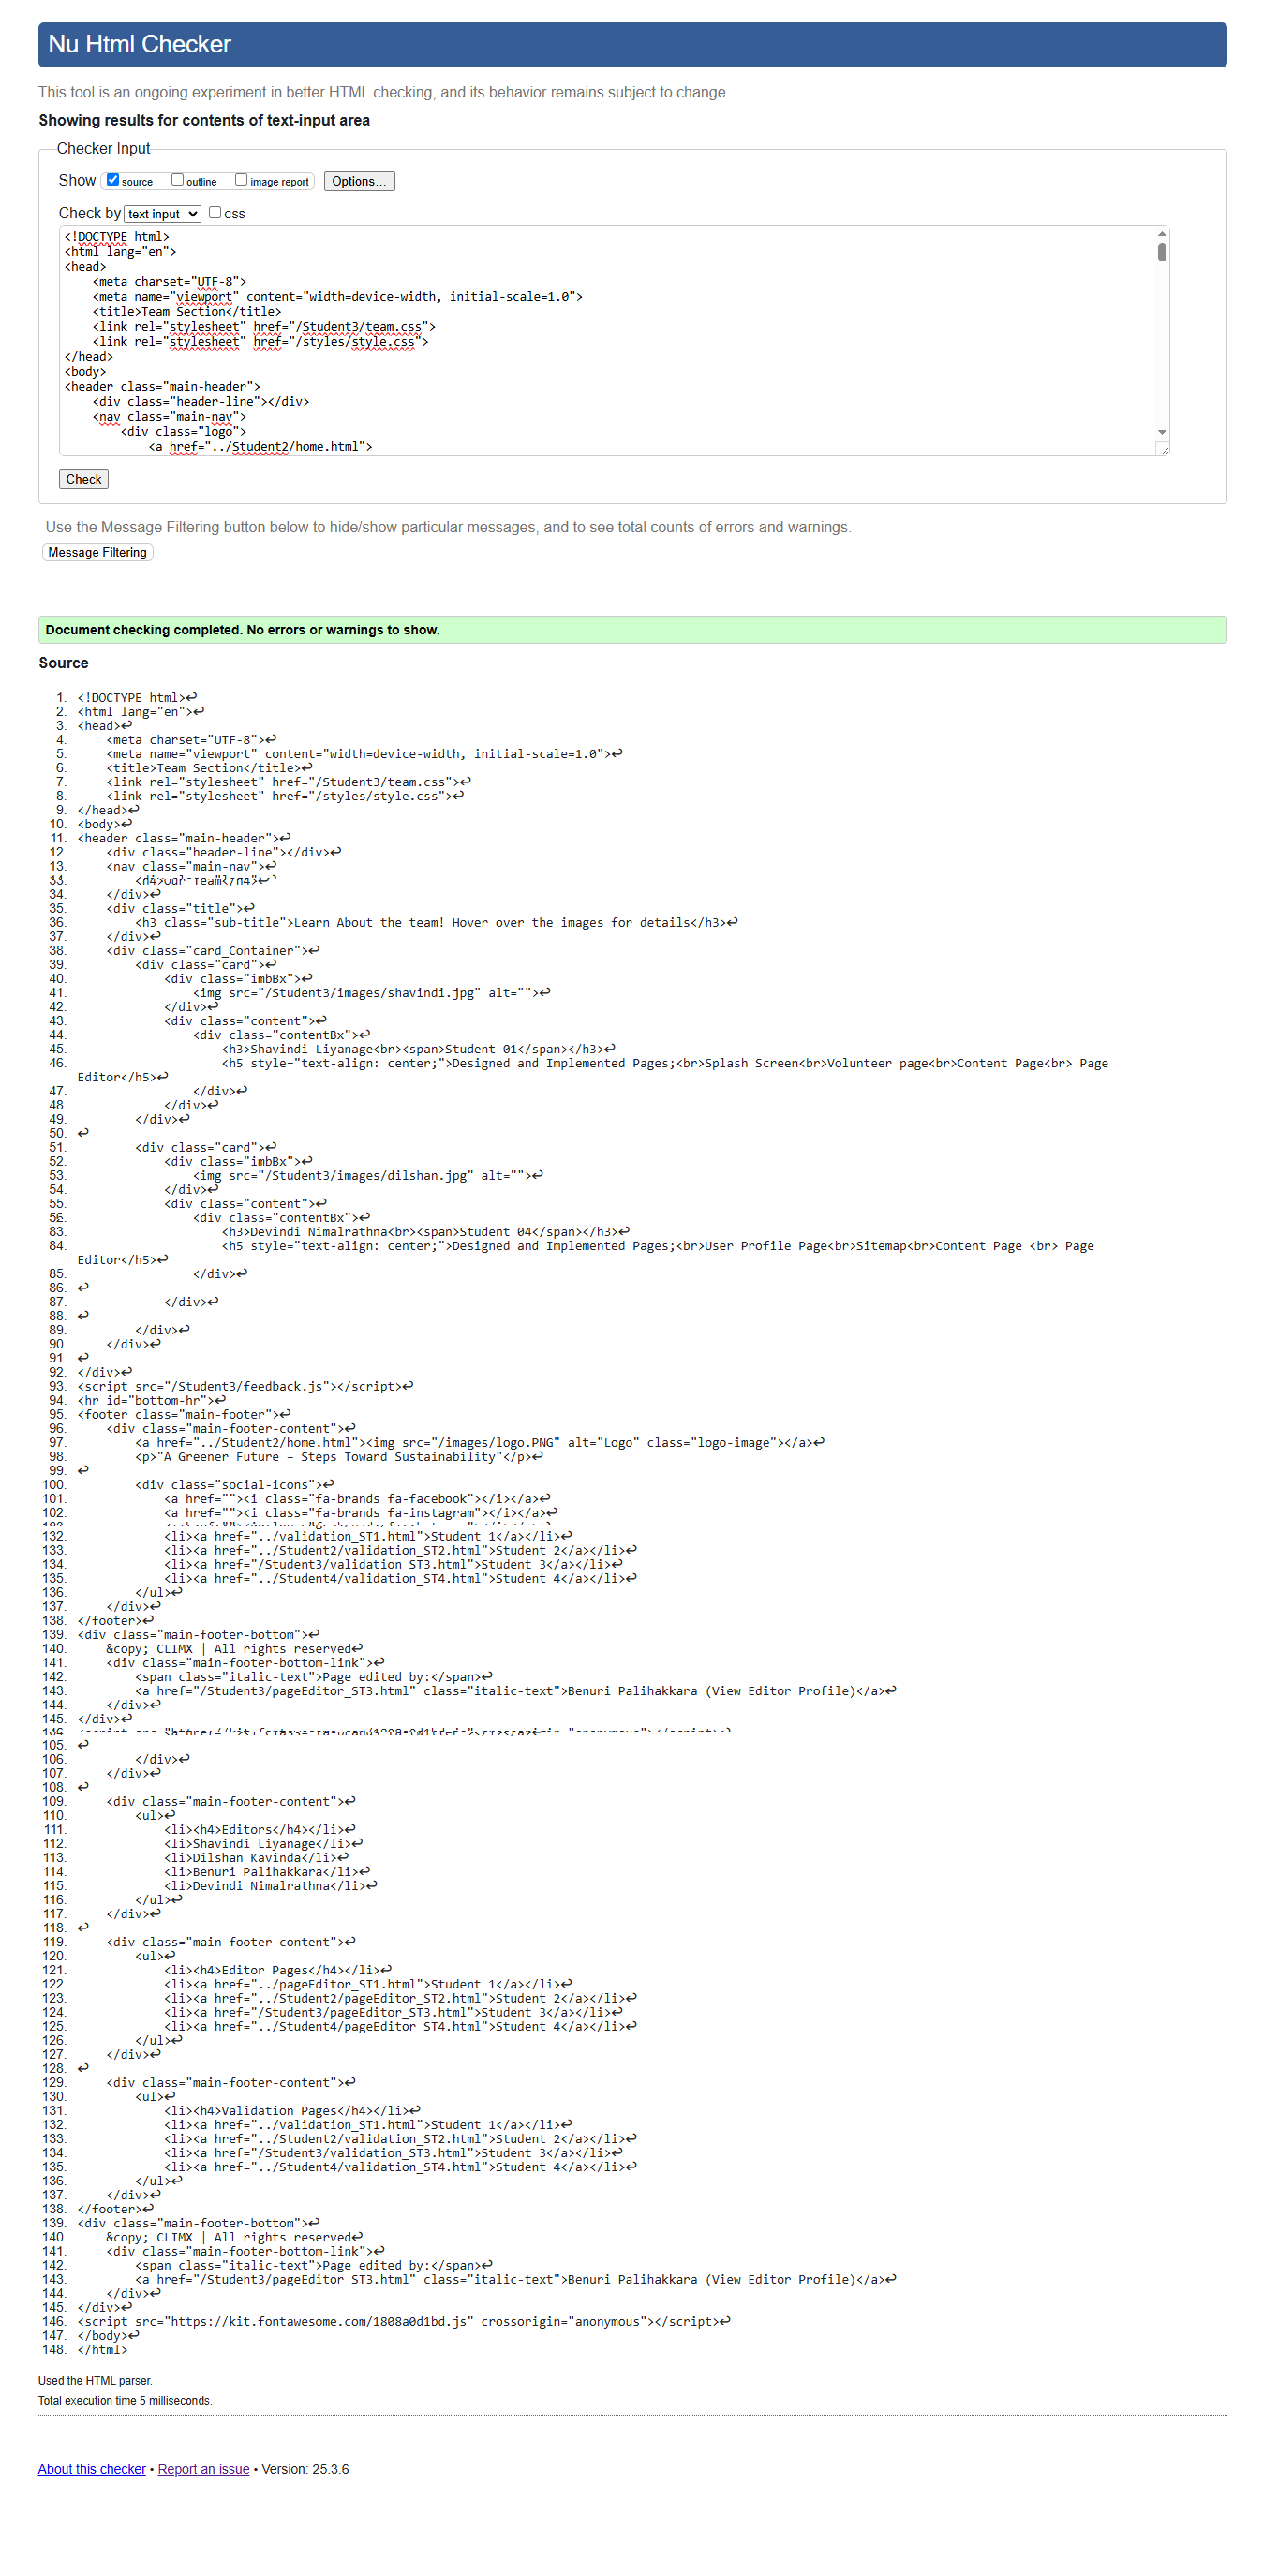 Nu Html Checker
This tool is an ongoing experiment in better HTML checking, and its behavior remains subject to change
Showing results for contents of text-input area
Checker Input
Show source outline image report Options...
Check by text input css
<!DOCTYPE html>
<html lang="en">
<head>
    <meta charset="UTF-8">
    <meta name="viewport" content="width=device-width, initial-scale=1.0">
    <title>Team Section</title>
    <link rel="stylesheet" href="/Student3/team.css">
    <link rel="stylesheet" href="/styles/style.css">
</head>
<body>
<header class="main-header">
    <div class="header-line"></div>
    <nav class="main-nav">
        <div class="logo">
            <a href="../Student2/home.html">
Check
Use the Message Filtering button below to hide/show particular messages, and to see total counts of errors and warnings.
Message Filtering
Document checking completed. No errors or warnings to show.
Source
1. <!DOCTYPE html>↩
2. <html lang="en">↩
3. <head>↩
4.     <meta charset="UTF-8">↩
5.     <meta name="viewport" content="width=device-width, initial-scale=1.0">↩
6.     <title>Team Section</title>↩
7.     <link rel="stylesheet" href="/Student3/team.css">↩
8.     <link rel="stylesheet" href="/styles/style.css">↩
9. </head>↩
10. <body>↩
11. <header class="main-header">↩
12.     <div class="header-line"></div>↩
13.     <nav class="main-nav">↩
34.     </div>↩
35.     <div class="title">↩
36.         <h3 class="sub-title">Learn About the team! Hover over the images for details</h3>↩
37.     </div>↩
38.     <div class="card_Container">↩
39.         <div class="card">↩
40.             <div class="imbBx">↩
41.                 <img src="/Student3/images/shavindi.jpg" alt="">↩
42.             </div>↩
43.             <div class="content">↩
44.                 <div class="contentBx">↩
45.                     <h3>Shavindi Liyanage<br><span>Student 01</span></h3>↩
46.                     <h5 style="text-align: center;">Designed and Implemented Pages;<br>Splash Screen<br>Volunteer page<br>Content Page<br> Page
Editor</h5>↩
47.                 </div>↩
48.             </div>↩
49.         </div>↩
50. ↩
51.         <div class="card">↩
52.             <div class="imbBx">↩
53.                 <img src="/Student3/images/dilshan.jpg" alt="">↩
54.             </div>↩
55.             <div class="content">↩
                <div class="contentBx">↩
83.                     <h3>Devindi Nimalrathna<br><span>Student 04</span></h3>↩
84.                     <h5 style="text-align: center;">Designed and Implemented Pages;<br>User Profile Page<br>Sitemap<br>Content Page <br> Page
Editor</h5>↩
85.                 </div>↩
86. ↩
87.             </div>↩
88. ↩
89.         </div>↩
90.     </div>↩
91. ↩
92. </div>↩
93. <script src="/Student3/feedback.js"></script>↩
94. <hr id="bottom-hr">↩
95. <footer class="main-footer">↩
96.     <div class="main-footer-content">↩
97.         <a href="../Student2/home.html"><img src="/images/logo.PNG" alt="Logo" class="logo-image"></a>↩
98.         <p>"A Greener Future – Steps Toward Sustainability"</p>↩
99. ↩
100.         <div class="social-icons">↩
101.             <a href=""><i class="fa-brands fa-facebook"></i></a>↩
102.             <a href=""><i class="fa-brands fa-instagram"></i></a>↩
132.             <li><a href="../validation_ST1.html">Student 1</a></li>↩
133.             <li><a href="../Student2/validation_ST2.html">Student 2</a></li>↩
134.             <li><a href="/Student3/validation_ST3.html">Student 3</a></li>↩
135.             <li><a href="../Student4/validation_ST4.html">Student 4</a></li>↩
136.         </ul>↩
137.     </div>↩
138. </footer>↩
139. <div class="main-footer-bottom">↩
140.     &copy; CLIMX | All rights reserved↩
141.     <div class="main-footer-bottom-link">↩
142.         <span class="italic-text">Page edited by:</span>↩
143.         <a href="/Student3/pageEditor_ST3.html" class="italic-text">Benuri Palihakkara (View Editor Profile)</a>↩
144.     </div>↩
145. </div>↩
105. ↩
106.         </div>↩
107.     </div>↩
108. ↩
109.     <div class="main-footer-content">↩
110.         <ul>↩
111.             <li><h4>Editors</h4></li>↩
112.             <li>Shavindi Liyanage</li>↩
113.             <li>Dilshan Kavinda</li>↩
114.             <li>Benuri Palihakkara</li>↩
115.             <li>Devindi Nimalrathna</li>↩
116.         </ul>↩
117.     </div>↩
118. ↩
119.     <div class="main-footer-content">↩
120.         <ul>↩
121.             <li><h4>Editor Pages</h4></li>↩
122.             <li><a href="../pageEditor_ST1.html">Student 1</a></li>↩
123.             <li><a href="../Student2/pageEditor_ST2.html">Student 2</a></li>↩
124.             <li><a href="/Student3/pageEditor_ST3.html">Student 3</a></li>↩
125.             <li><a href="../Student4/pageEditor_ST4.html">Student 4</a></li>↩
126.         </ul>↩
127.     </div>↩
128. ↩
129.     <div class="main-footer-content">↩
130.         <ul>↩
131.             <li><h4>Validation Pages</h4></li>↩
132.             <li><a href="../validation_ST1.html">Student 1</a></li>↩
133.             <li><a href="../Student2/validation_ST2.html">Student 2</a></li>↩
134.             <li><a href="/Student3/validation_ST3.html">Student 3</a></li>↩
135.             <li><a href="../Student4/validation_ST4.html">Student 4</a></li>↩
136.         </ul>↩
137.     </div>↩
138. </footer>↩
139. <div class="main-footer-bottom">↩
140.     &copy; CLIMX | All rights reserved↩
141.     <div class="main-footer-bottom-link">↩
142.         <span class="italic-text">Page edited by:</span>↩
143.         <a href="/Student3/pageEditor_ST3.html" class="italic-text">Benuri Palihakkara (View Editor Profile)</a>↩
144.     </div>↩
145. </div>↩
146. <script src="https://kit.fontawesome.com/1808a0d1bd.js" crossorigin="anonymous"></script>↩
147. </body>↩
148. </html>
Used the HTML parser.
Total execution time 5 milliseconds.
About this checker • Report an issue • Version: 25.3.6